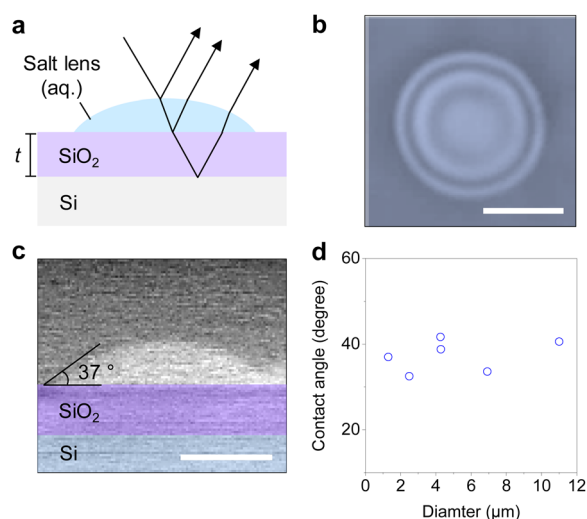 a
Salt lens
(aq.)
t
SiO₂
Si
b
c
37 °
SiO₂
Si
d
Contact angle (degree)
60
40
20
0
2
4
6
8
10
12
Diamter (μm)